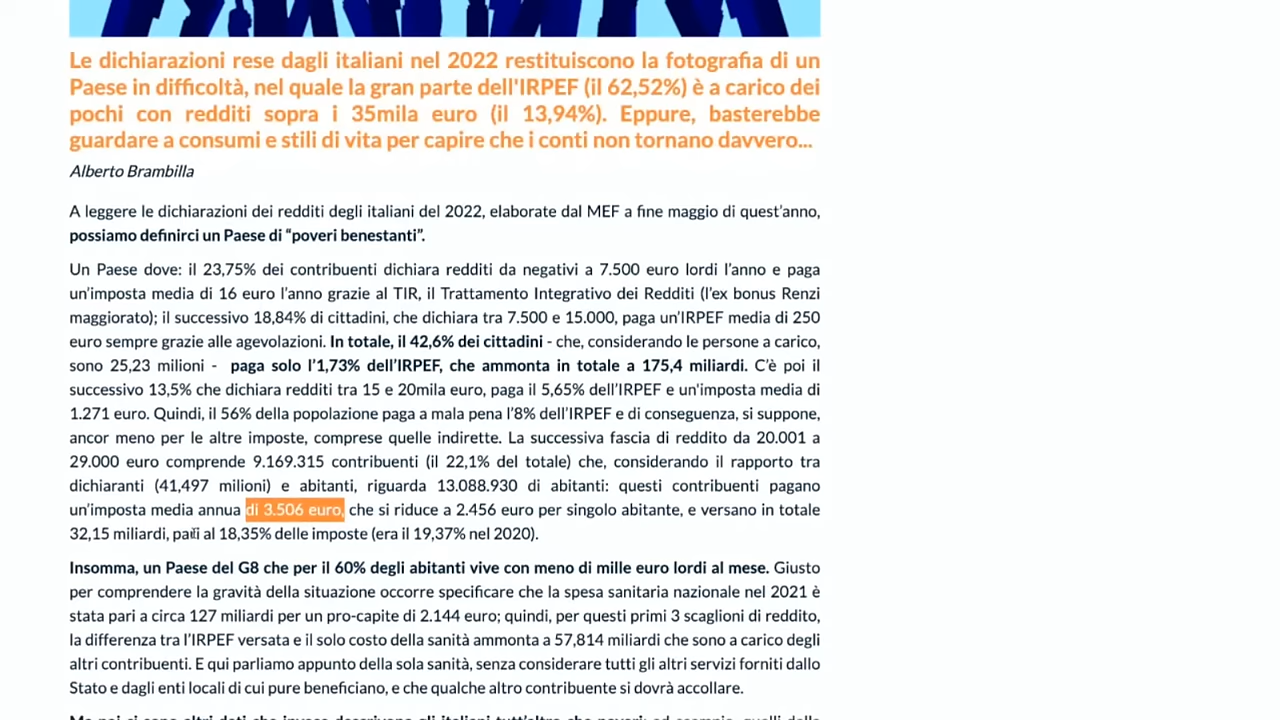 Le dichiarazioni rese dagli italiani nel 2022 restituiscono la fotografia di un
Paese in difficoltà, nel quale la gran parte dell'IRPEF (il 62,52%) è a carico dei
pochi con redditi sopra i 35mila euro (il 13,94%). Eppure, basterebbe
guardare a consumi e stili di vita per capire che i conti non tornano davvero...
Alberto Brambilla
A leggere le dichiarazioni dei redditi degli italiani del 2022, elaborate dal MEF a fine maggio di quest’anno,
possiamo definirci un Paese di “poveri benestanti”.
Un Paese dove: il 23,75% dei contribuenti dichiara redditi da negativi a 7.500 euro lordi l’anno e paga
un’imposta media di 16 euro l’anno grazie al TIR, il Trattamento Integrativo dei Redditi (l’ex bonus Renzi
maggiorato); il successivo 18,84% di cittadini, che dichiara tra 7.500 e 15.000, paga un’IRPEF media di 250
euro sempre grazie alle agevolazioni. In totale, il 42,6% dei cittadini - che, considerando le persone a carico,
sono 25,23 milioni - paga solo l’1,73% dell’IRPEF, che ammonta in totale a 175,4 miliardi. C’è poi il
successivo 13,5% che dichiara redditi tra 15 e 20mila euro, paga il 5,65% dell’IRPEF e un'imposta media di
1.271 euro. Quindi, il 56% della popolazione paga a mala pena l’8% dell’IRPEF e di conseguenza, si suppone,
ancor meno per le altre imposte, comprese quelle indirette. La successiva fascia di reddito da 20.001 a
29.000 euro comprende 9.169.315 contribuenti (il 22,1% del totale) che, considerando il rapporto tra
dichiaranti (41,497 milioni) e abitanti, riguarda 13.088.930 di abitanti: questi contribuenti pagano
un’imposta media annua di 3.506 euro, che si riduce a 2.456 euro per singolo abitante, e versano in totale
32,15 miliardi, pari al 18,35% delle imposte (era il 19,37% nel 2020).
Insomma, un Paese del G8 che per il 60% degli abitanti vive con meno di mille euro lordi al mese. Giusto
per comprendere la gravità della situazione occorre specificare che la spesa sanitaria nazionale nel 2021 è
stata pari a circa 127 miliardi per un pro-capite di 2.144 euro; quindi, per questi primi 3 scaglioni di reddito,
la differenza tra l’IRPEF versata e il solo costo della sanità ammonta a 57,814 miliardi che sono a carico degli
altri contribuenti. E qui parliamo appunto della sola sanità, senza considerare tutti gli altri servizi forniti dallo
Stato e dagli enti locali di cui pure beneficiano, e che qualche altro contribuente si dovrà accollare.
Ma poi ci sono altri dati che invece descrivono gli italiani tutt’altro che poveri: ad esempio, quelli della